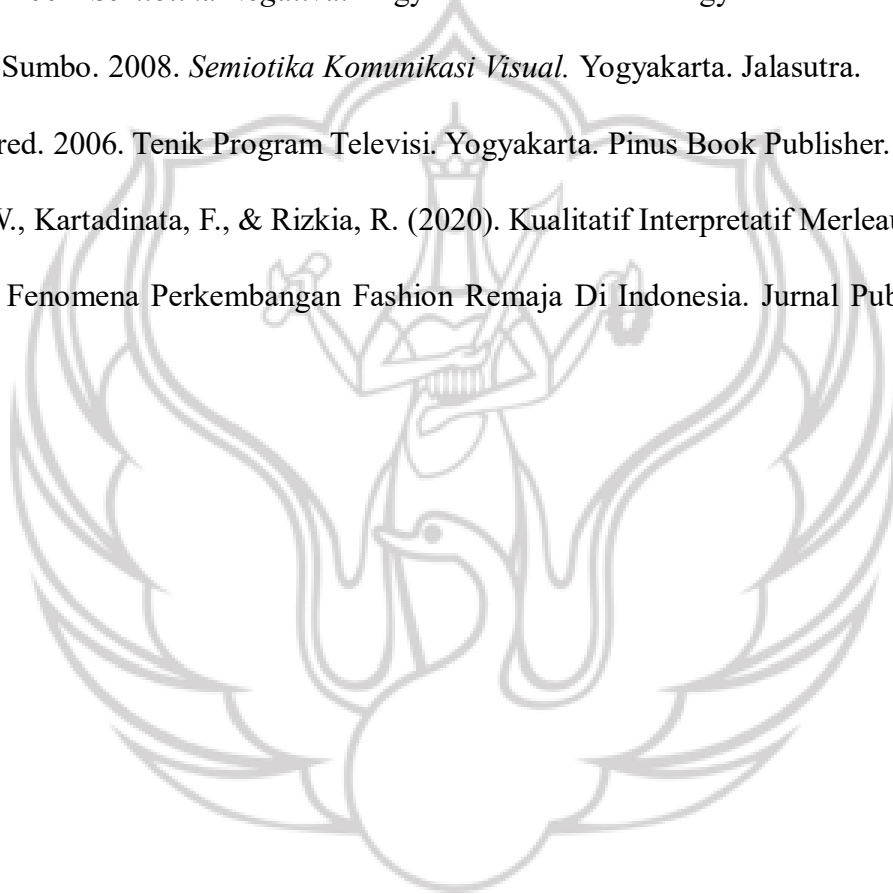 Sumbo. 2008. Semiotika Komunikasi Visual. Yogyakarta. Jalasutra.
red. 2006. Tenik Program Televisi. Yogyakarta. Pinus Book Publisher.
V., Kartadinata, F., & Rizkia, R. (2020). Kualitatif Interpretatif Merleau
Fenomena Perkembangan Fashion Remaja Di Indonesia. Jurnal Pub